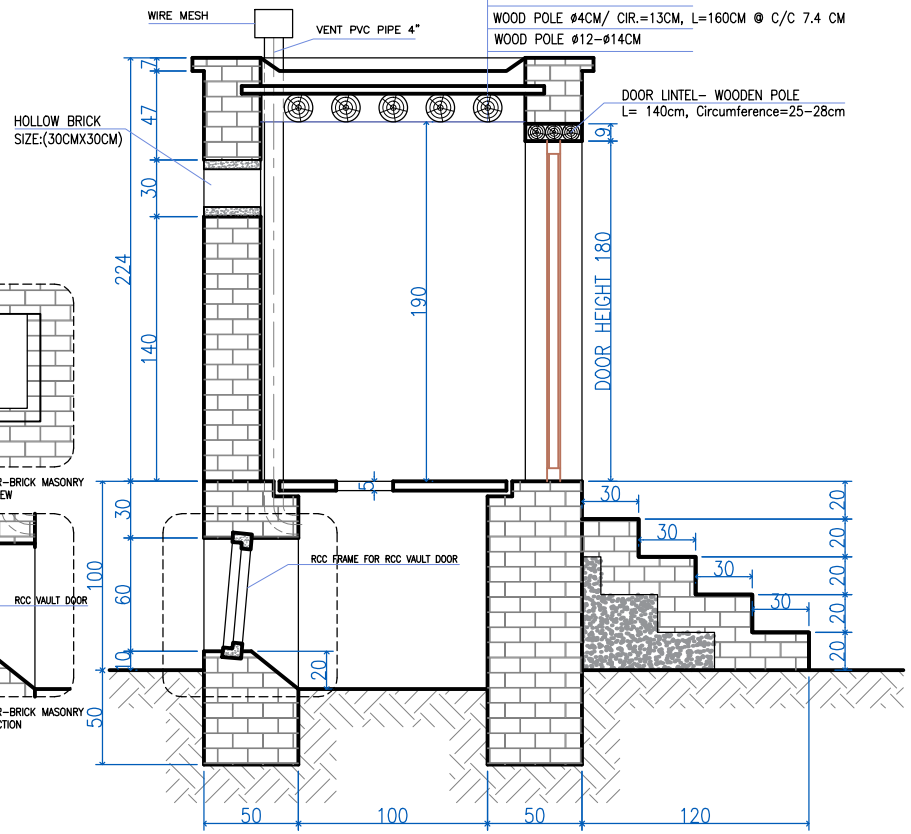 WOOD POLE ø4CM/ CIR.=13CM, L=160CM @ C/C 7.4 CM
WIRE MESH
VENT PVC PIPE 4"
WOOD POLE ø12-ø14CM
DOOR LINTEL- WOODEN POLE
L= 140cm, Circumference=25-28cm
HOLLOW BRICK
SIZE:(30CMX30CM)
7
47
9
30
224
190
DOOR HEIGHT 180
140
R-BRICK MASONRY
EW
5
30
30
20
30
20
100
RCC FRAME FOR RCC VAULT DOOR
30
20
RCC VAULT DOOR
60
30
20
10
20
20
R-BRICK MASONRY
CTION
50
50
100
50
120